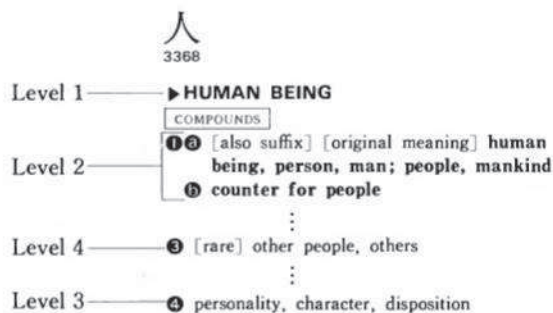 人
3368
Level 1 ▶HUMAN BEING
COMPOUNDS
Level 2 ❶ⓐ [also suffix] [original meaning] human
being, person, man; people, mankind
ⓑ counter for people
⋮
Level 4 ❸ [rare] other people, others
⋮
Level 3 ❹ personality, character, disposition